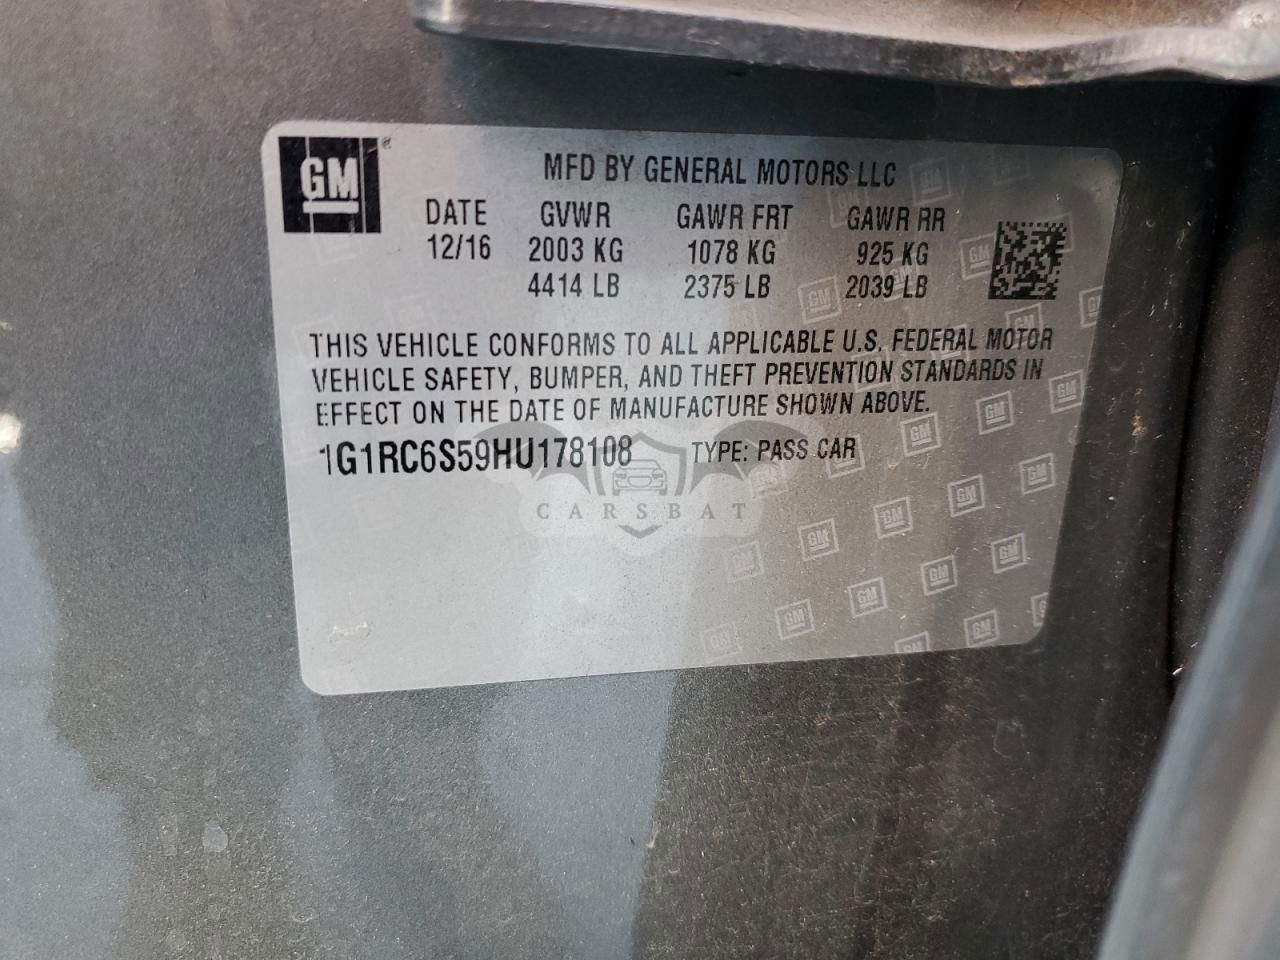 GM
MFD BY GENERAL MOTORS LLC
DATE GVWR GAWR FRT GAWR RR
12/16 2003 KG 1078 KG 925 KG
4414 LB 2375 LB 2039 LB
THIS VEHICLE CONFORMS TO ALL APPLICABLE U.S. FEDERAL MOTOR
VEHICLE SAFETY, BUMPER, AND THEFT PREVENTION STANDARDS IN
EFFECT ON THE DATE OF MANUFACTURE SHOWN ABOVE.
1G1RC6S59HU178108 TYPE: PASS CAR
CARSBAT